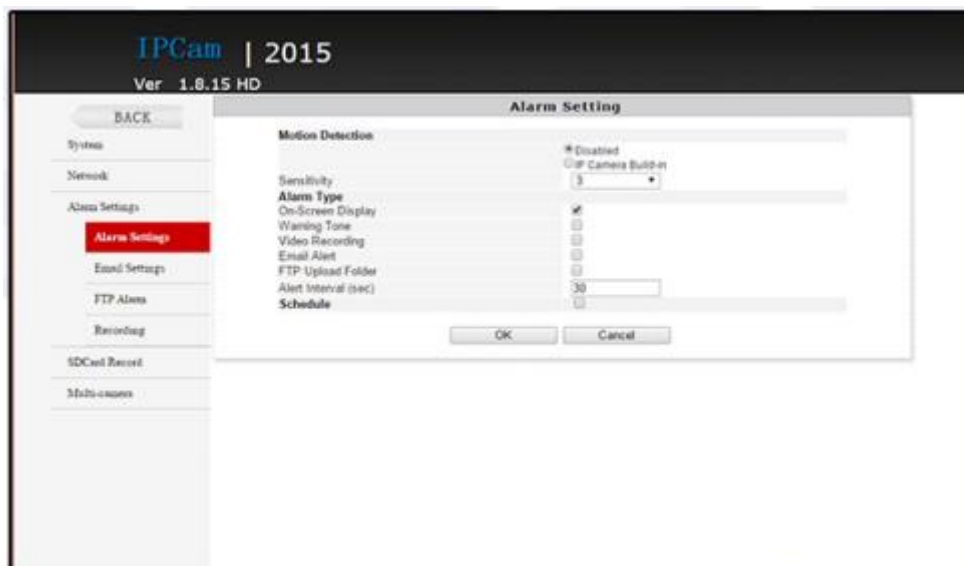 IPCam | 2015
Ver 1.8.15 HD
BACK
System
Network
Alarm Settings
Alarm Settings
Email Settings
FTP Alarm
Recording
SDCard Record
Multi-camera
Alarm Setting
Motion Detection
Disabled
IP Camera Build-in
Sensitivity 3
Alarm Type
On-Screen Display
Warning Tone
Video Recording
Email Alert
FTP Upload Folder
Alert Interval (sec) 30
Schedule
OK Cancel